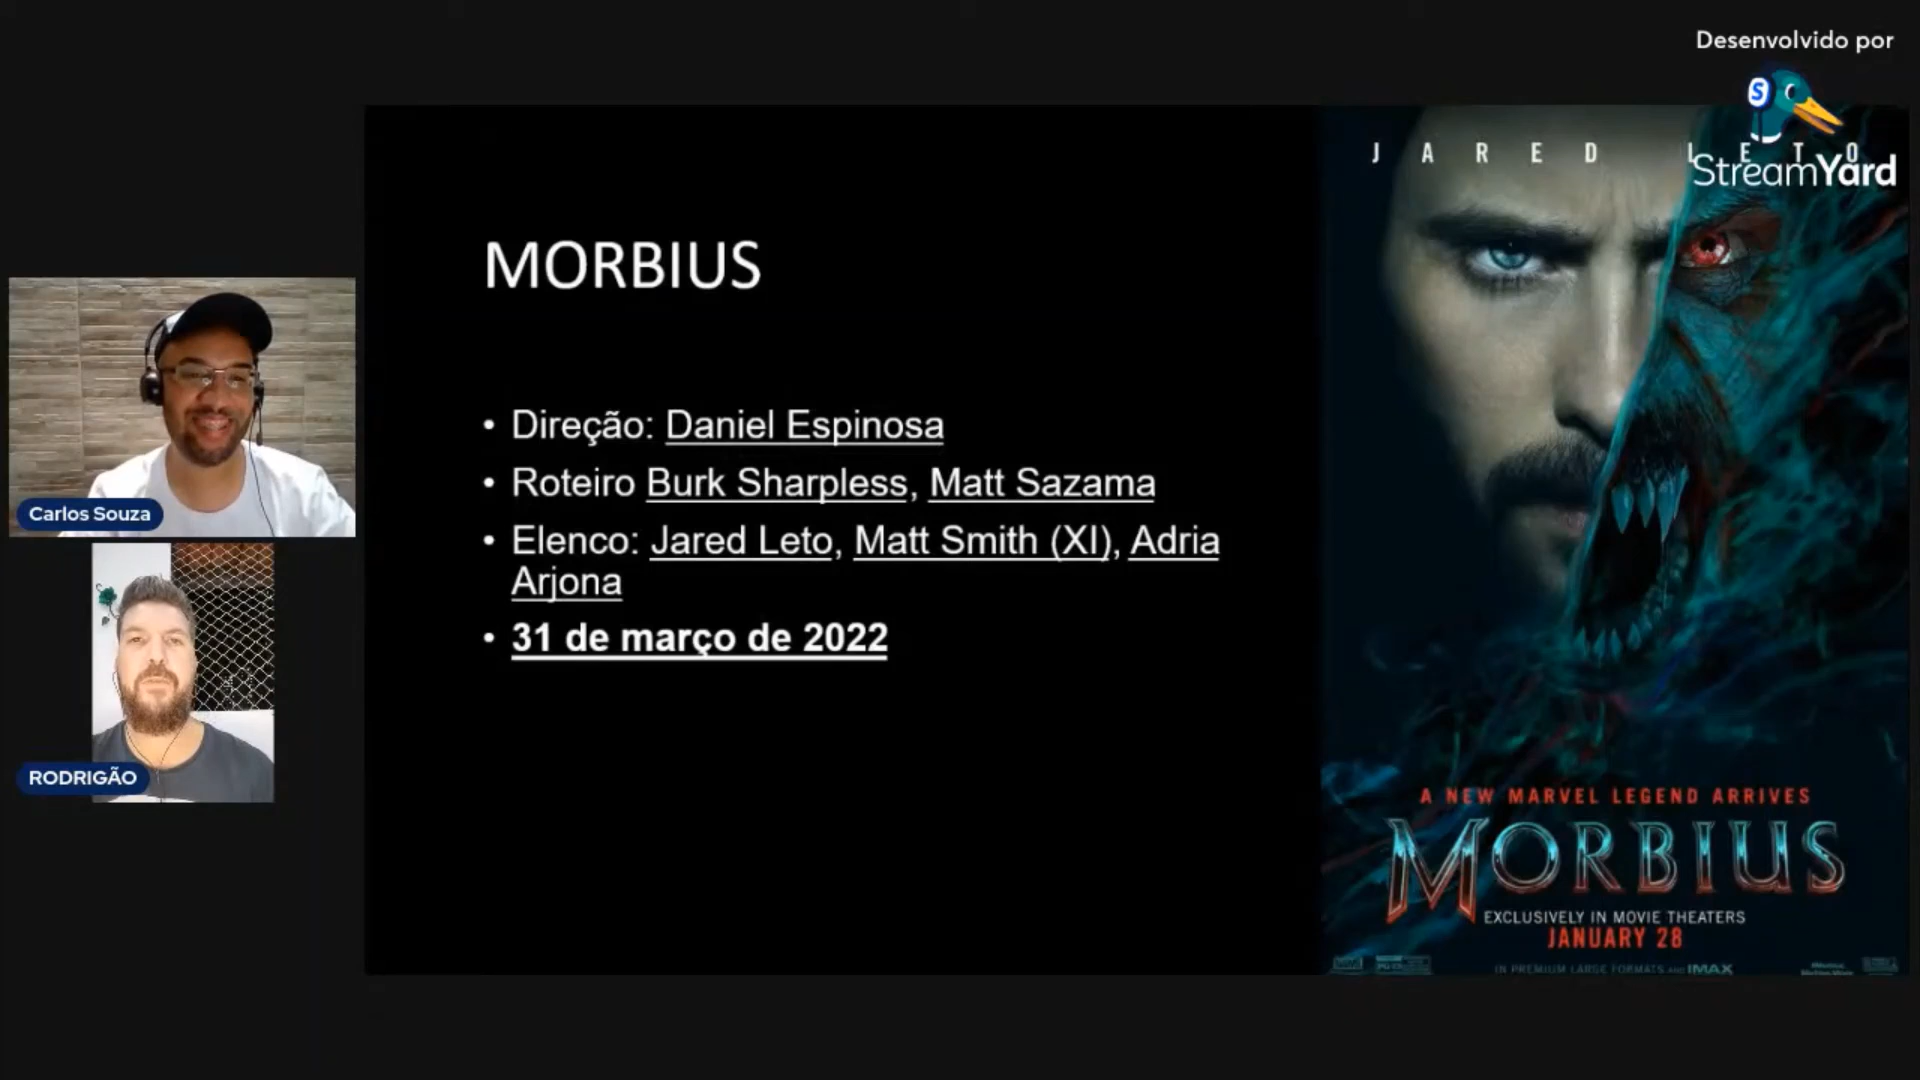 Desenvolvido por
StreamYard
JARED LETO
MORBIUS
• Direção: Daniel Espinosa
• Roteiro Burk Sharpless, Matt Sazama
• Elenco: Jared Leto, Matt Smith (XI), Adria
Arjona
• 31 de março de 2022
Carlos Souza
RODRIGÃO
A NEW MARVEL LEGEND ARRIVES
MORBIUS
EXCLUSIVELY IN MOVIE THEATERS
JANUARY 28
IN PREMIUM LARGE FORMATS AND IMAX